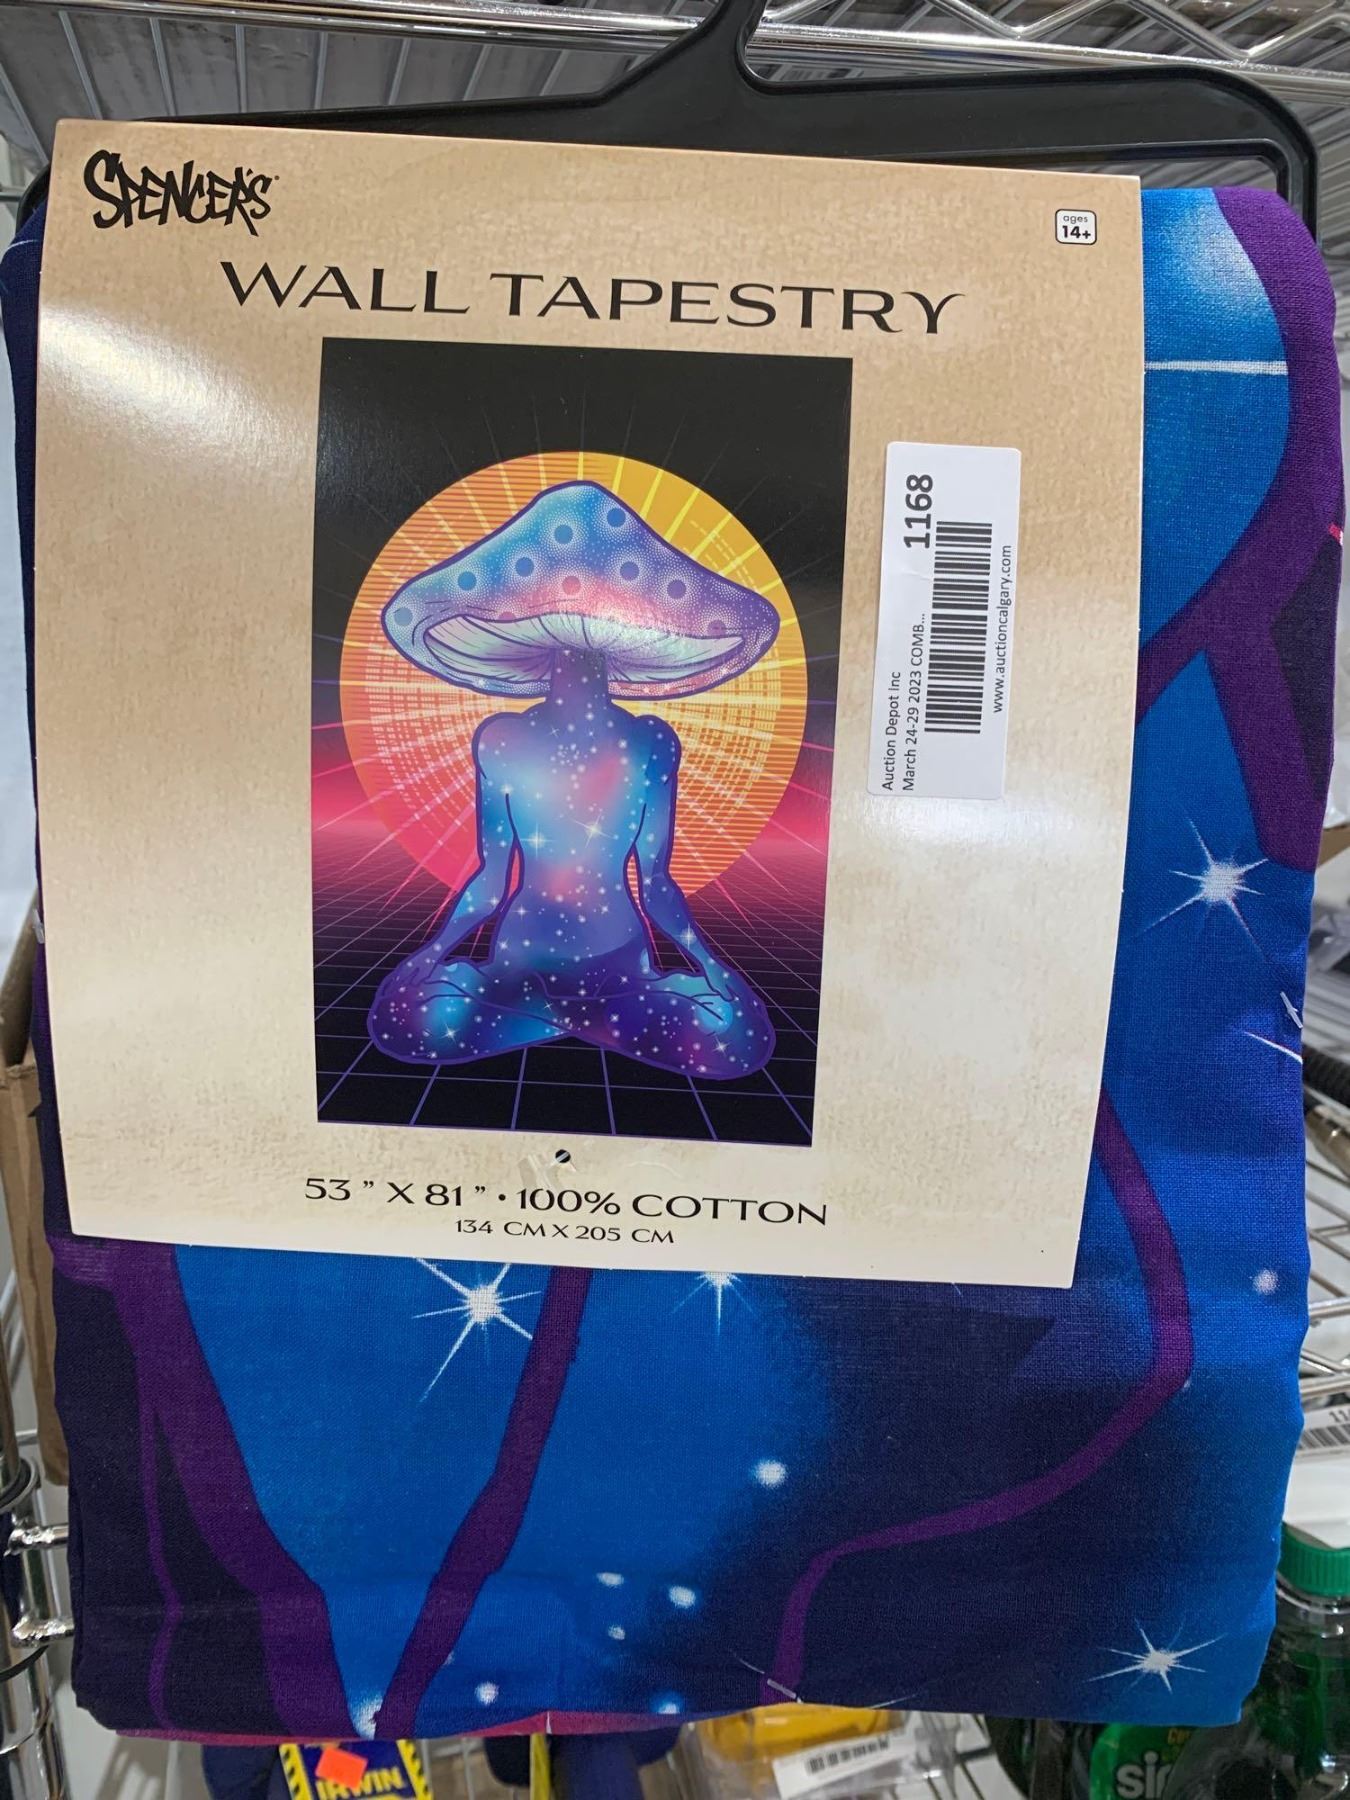 SPENCER'S
ages
14+
WALL TAPESTRY
1168
Auction Depot Inc
March 24-29 2023 COMB...
www.auctioncalgary.com
53 " X 81 " • 100% COTTON
134 CM X 205 CM
IRWIN